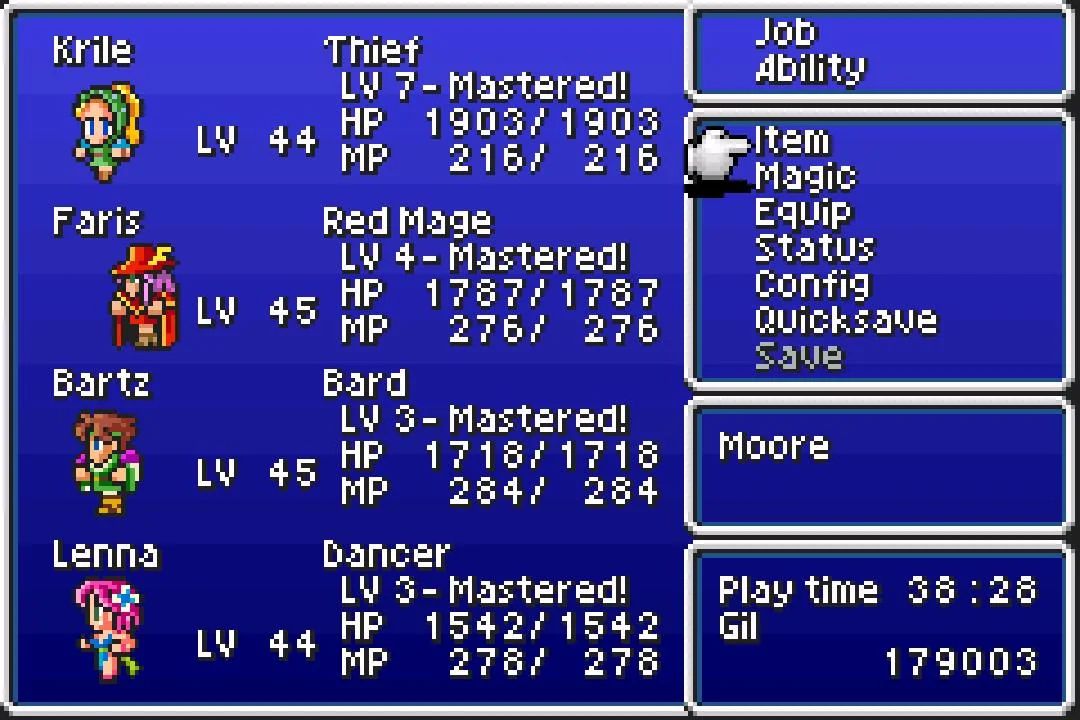 Krile Thief
LV 7-Mastered!
LV 44 HP 1903/1903
MP 216/ 216
Faris Red Mage
LV 4-Mastered!
LV 45 HP 1787/1787
MP 276/ 276
Bartz Bard
LV 3-Mastered!
LV 45 HP 1718/1718
MP 284/ 284
Lenna Dancer
LV 3-Mastered!
LV 44 HP 1542/1542
MP 278/ 278
Job
Ability
Item
Magic
Equip
Status
Config
Quicksave
Save
Moore
Play time 38:28
Gil
179003